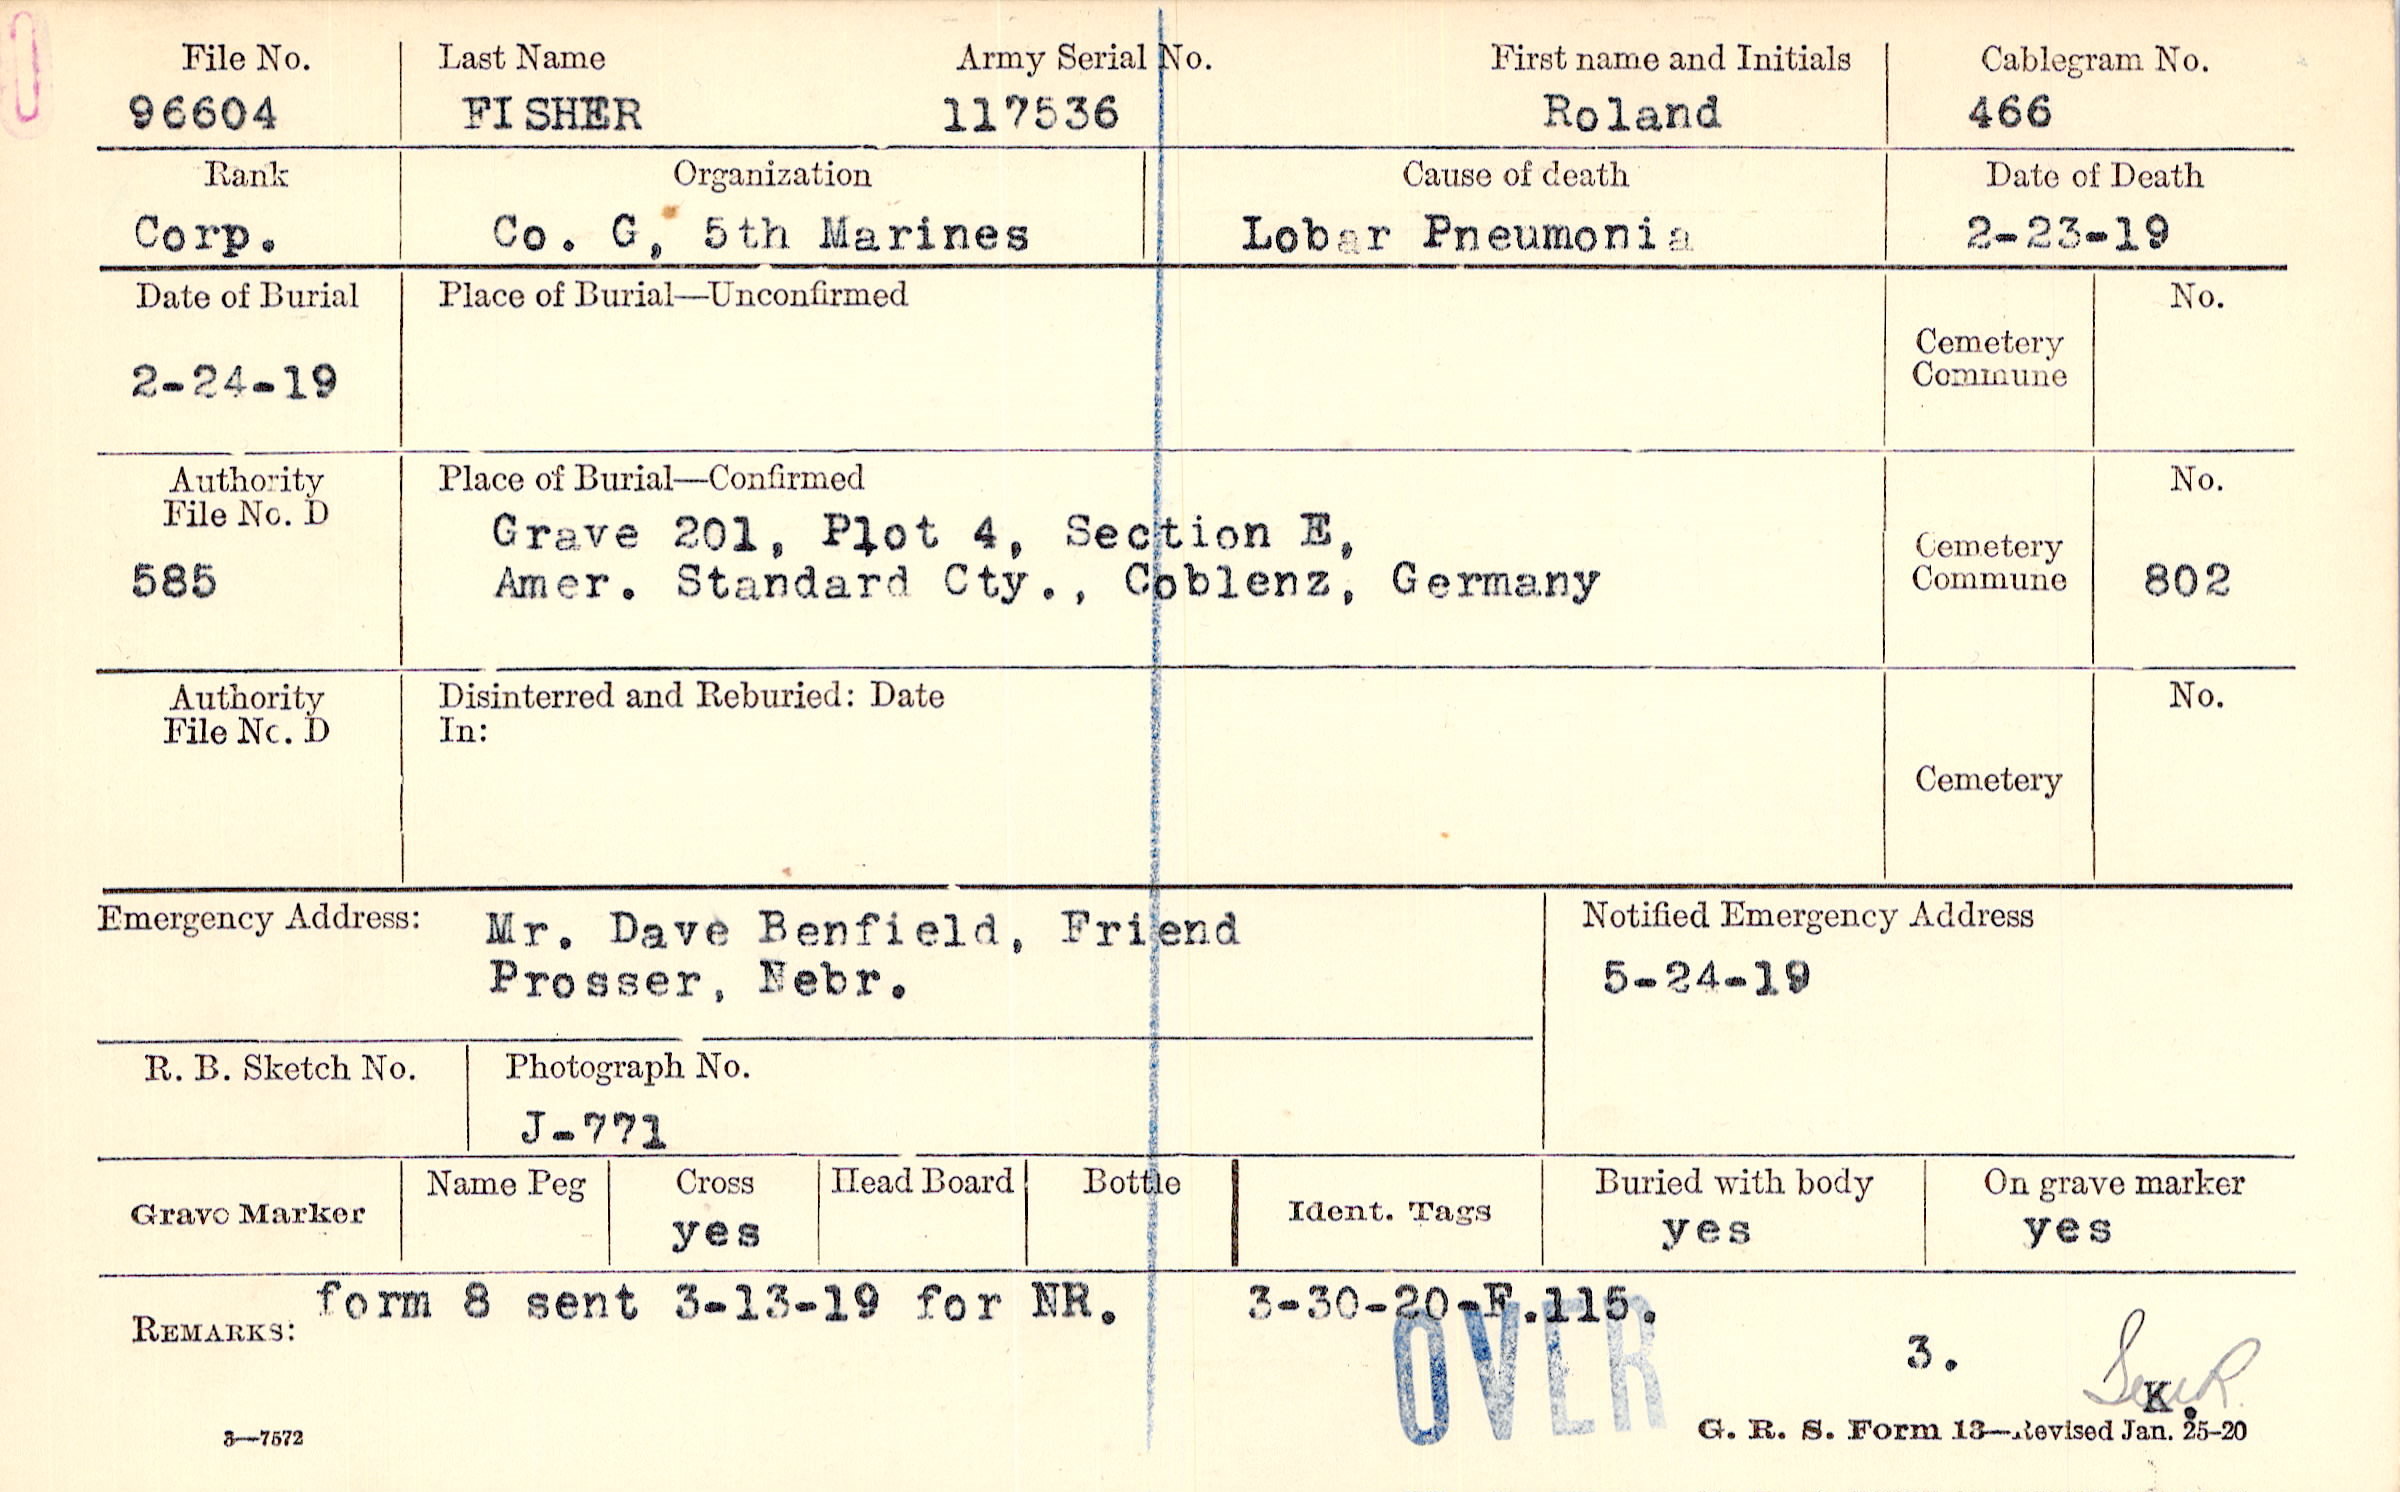 File No. Last Name Army Serial No. First name and Initials Cablegram No.
96604 FISHER 117536 Roland 466
Rank Organization Cause of death Date of Death
Corp. Co. G, 5th Marines Lobar Pneumonia 2-23-19
Date of Burial Place of Burial—Unconfirmed No.
Cemetery
Commune
2-24-19
Authority Place of Burial—Confirmed No.
File No. D
Grave 201, Plot 4, Section E,
Cemetery
585 Amer. Standard Cty., Coblenz, Germany Commune 802
Authority Disinterred and Reburied: Date No.
File No. D In:
Cemetery
Emergency Address: Mr. Dave Benfield, Friend Notified Emergency Address
Prosser, Nebr. 5-24-19
R. B. Sketch No. Photograph No.
J-771
Name Peg Cross Head Board Bottle Buried with body On grave marker
Grave Marker Ident. Tags
yes yes yes
form 8 sent 3-13-19 for NR. 3-30-20-F.115.
REMARKS:
OVER
3.
K.
3—7572 G. R. S. Form 13—Revised Jan. 25-20